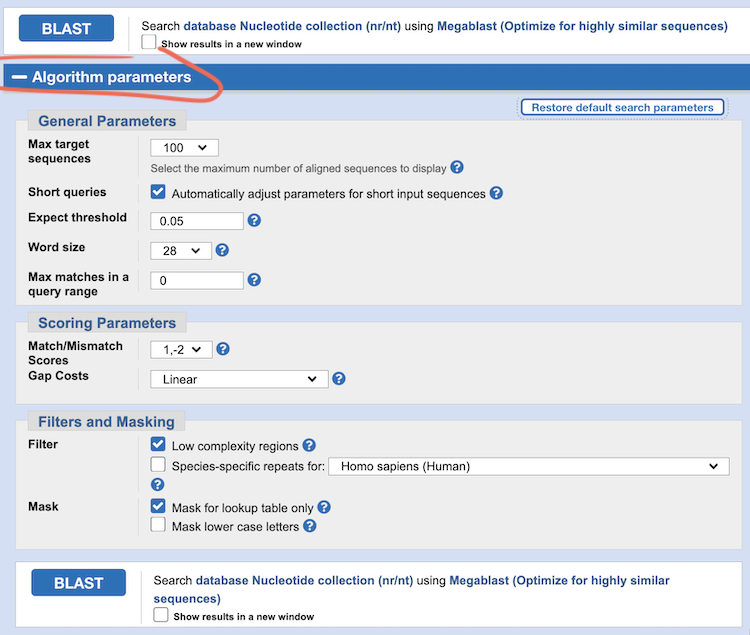 BLAST
Search database Nucleotide collection (nr/nt) using Megablast (Optimize for highly similar sequences)
Show results in a new window
Algorithm parameters
Restore default search parameters
General Parameters
Max target
sequences
100
Select the maximum number of aligned sequences to display ?
Short queries
Automatically adjust parameters for short input sequences ?
Expect threshold
0.05 ?
Word size
28 ?
Max matches in a
query range
0 ?
Scoring Parameters
Match/Mismatch
Scores
1,-2 ?
Gap Costs
Linear ?
Filters and Masking
Filter
Low complexity regions ?
Species-specific repeats for: Homo sapiens (Human)
?
Mask
Mask for lookup table only ?
Mask lower case letters ?
BLAST
Search database Nucleotide collection (nr/nt) using Megablast (Optimize for highly similar
sequences)
Show results in a new window